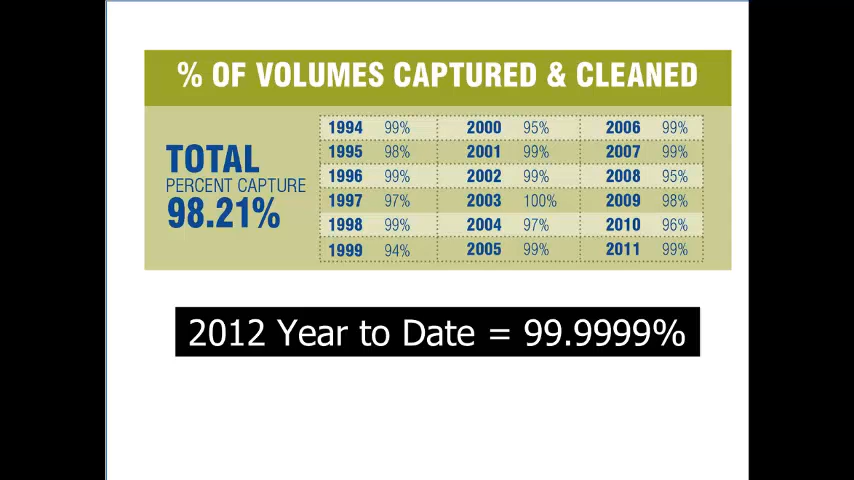 % OF VOLUMES CAPTURED & CLEANED
TOTAL
PERCENT CAPTURE
98.21%
1994 99% 2000 95% 2006 99%
1995 98% 2001 99% 2007 99%
1996 99% 2002 99% 2008 95%
1997 97% 2003 100% 2009 98%
1998 99% 2004 97% 2010 96%
1999 94% 2005 99% 2011 99%
2012 Year to Date = 99.9999%